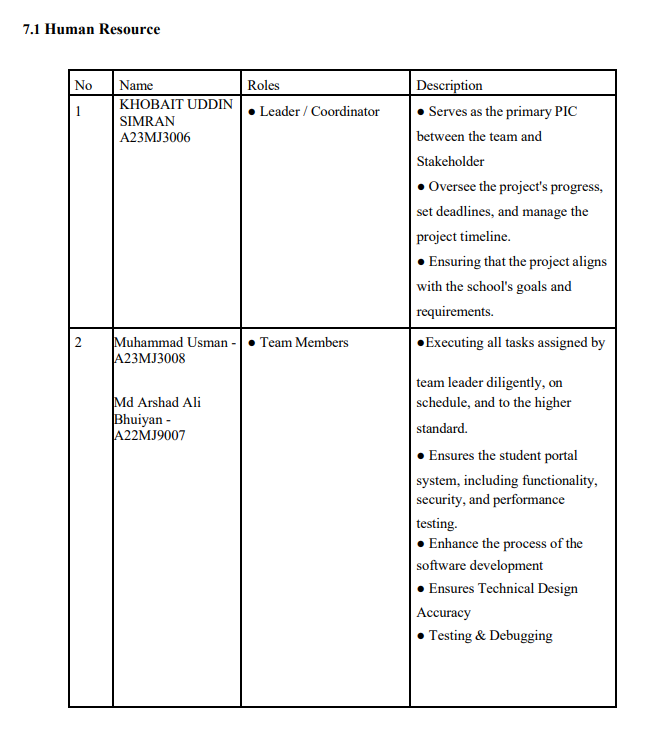 7.1 Human Resource
No Name Roles Description
1
KHOBAIT UDDIN
SIMRAN
A23MJ3006
● Leader / Coordinator
● Serves as the primary PIC
between the team and
Stakeholder
● Oversee the project's progress,
set deadlines, and manage the
project timeline.
● Ensuring that the project aligns
with the school's goals and
requirements.
2
Muhammad Usman -
A23MJ3008
Md Arshad Ali
Bhuiyan -
A22MJ9007
● Team Members
●Executing all tasks assigned by
team leader diligently, on
schedule, and to the higher
standard.
● Ensures the student portal
system, including functionality,
security, and performance
testing.
● Enhance the process of the
software development
● Ensures Technical Design
Accuracy
● Testing & Debugging